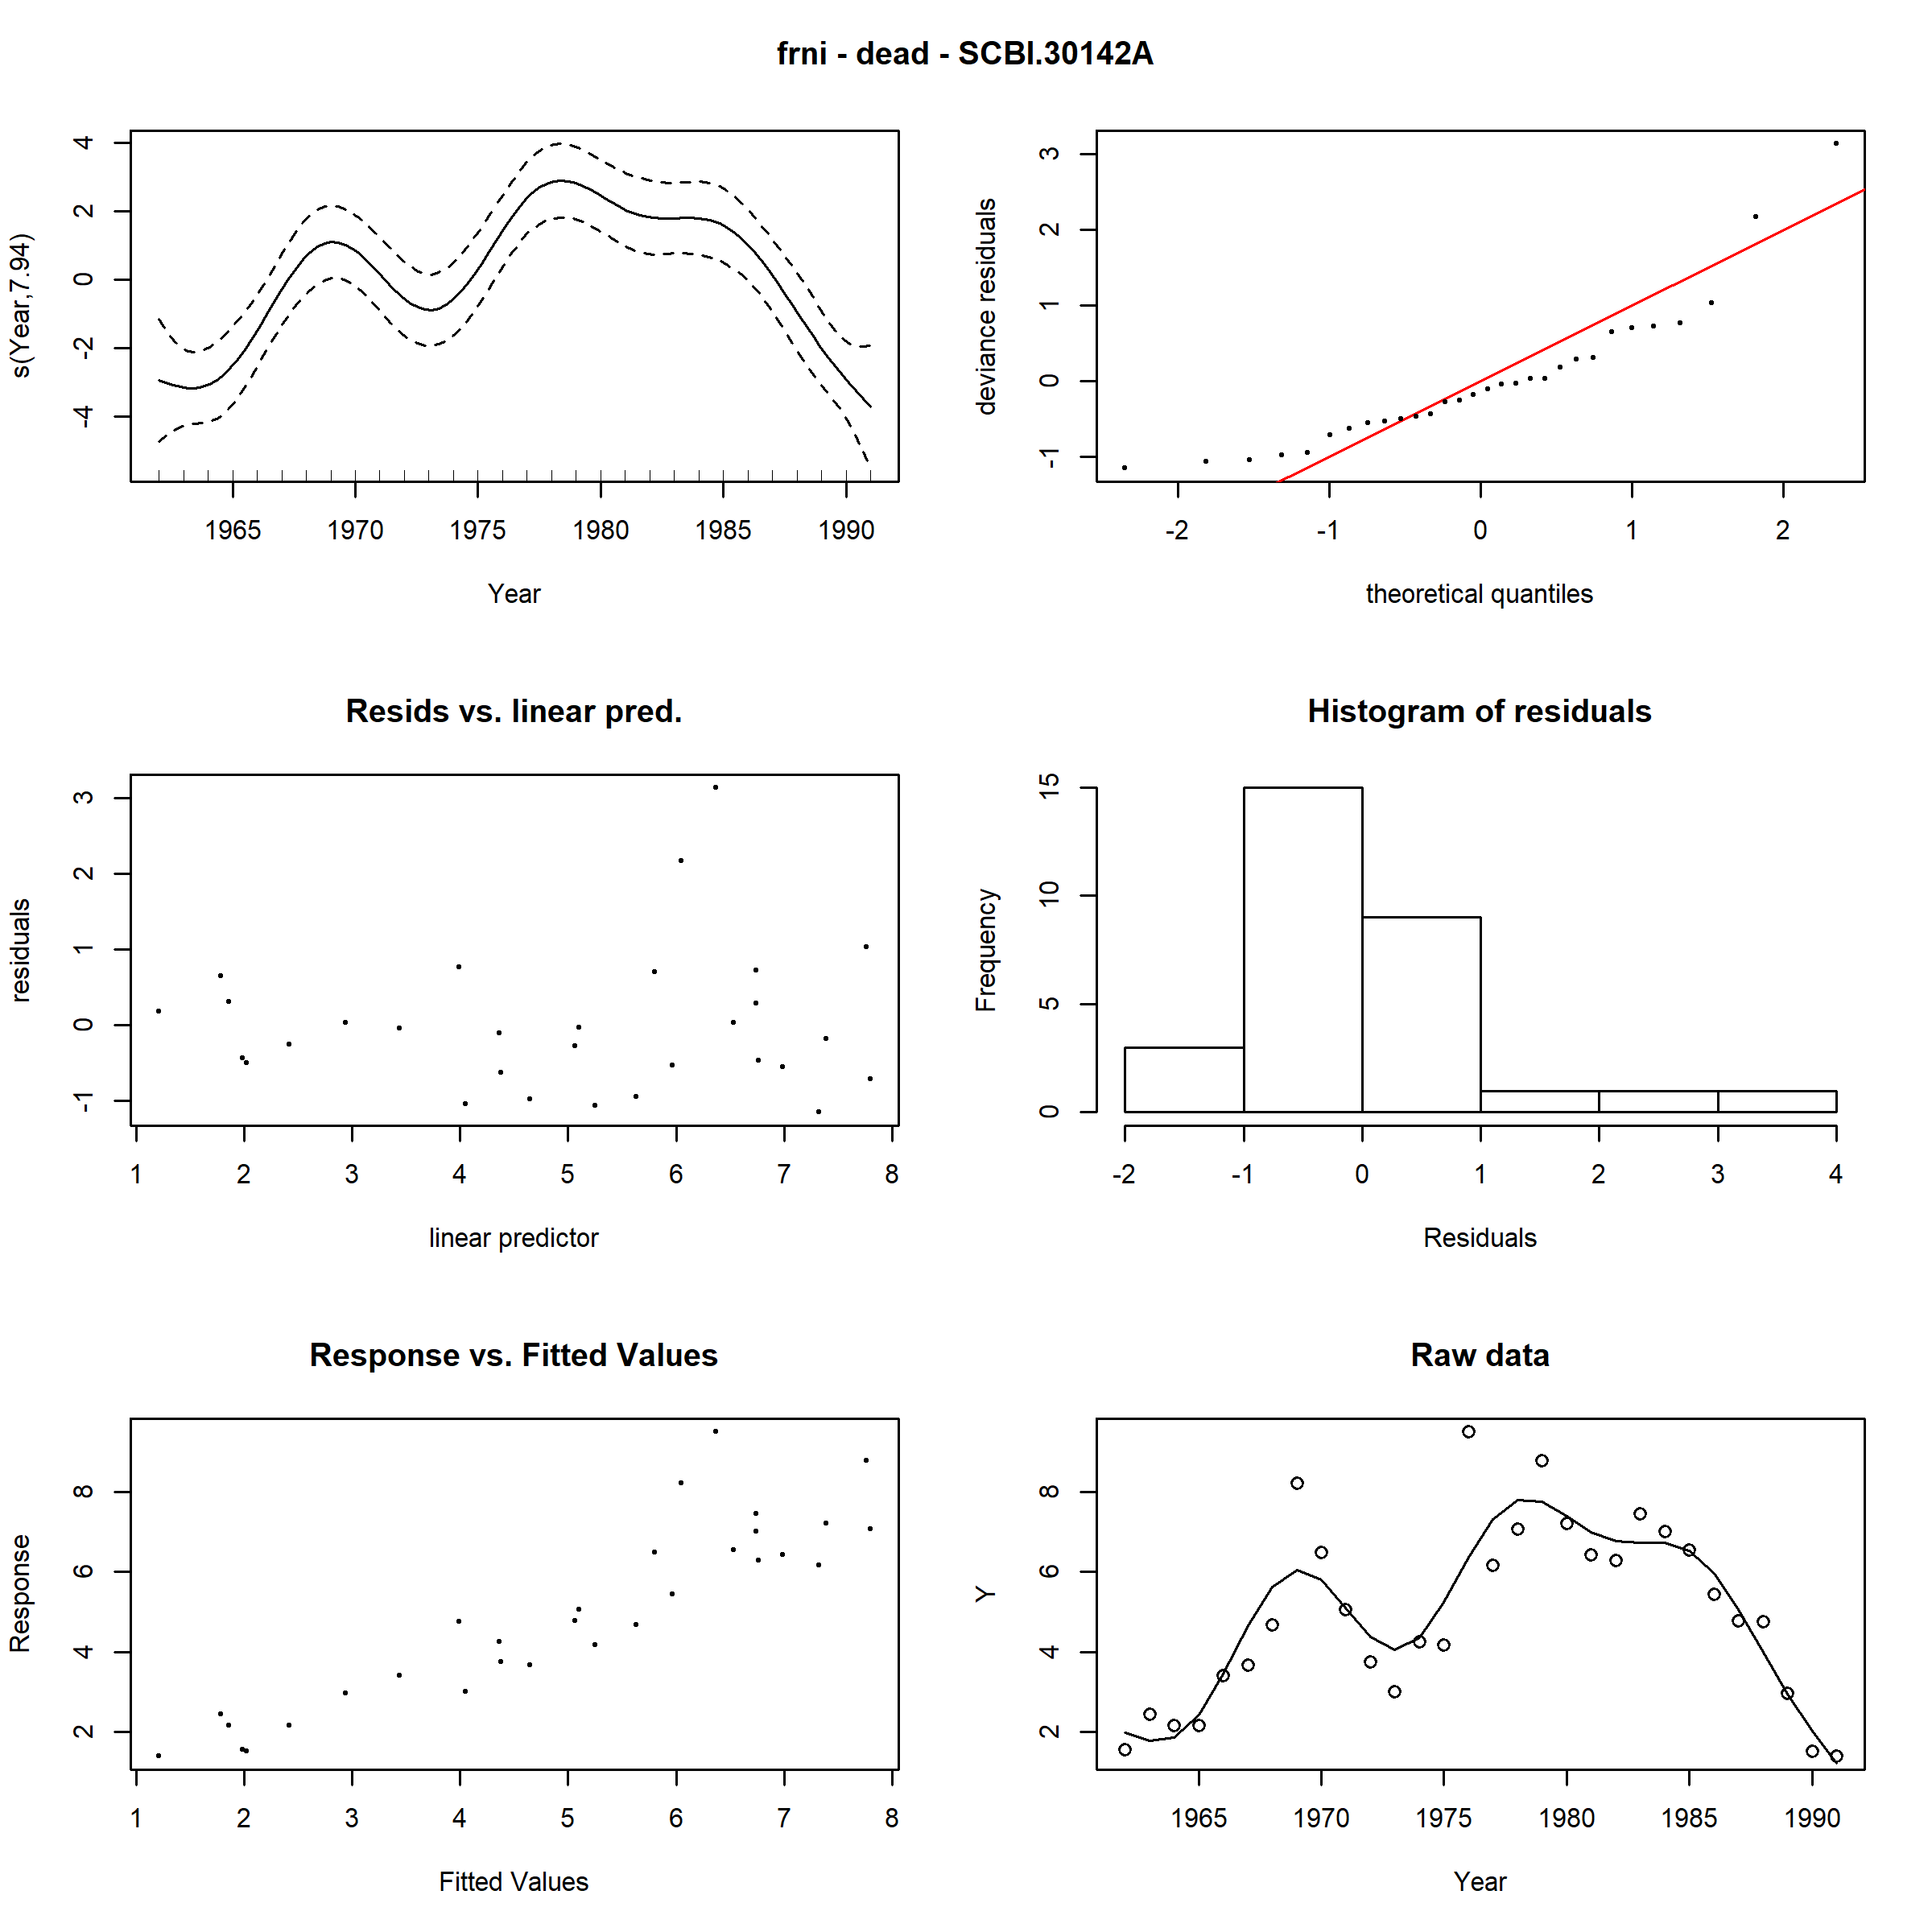 frni - dead - SCBI.30142A
s(Year,7.94)
4
2
0
-2
-4
1965 1970 1975 1980 1985 1990
Year
deviance residuals
3
2
1
0
-1
-2 -1 0 1 2
theoretical quantiles
Resids vs. linear pred.
residuals
3
2
1
0
-1
1 2 3 4 5 6 7 8
linear predictor
Histogram of residuals
Frequency
15
10
5
0
-2 -1 0 1 2 3 4
Residuals
Response vs. Fitted Values
Response
8
6
4
2
1 2 3 4 5 6 7 8
Fitted Values
Raw data
Y
8
6
4
2
1965 1970 1975 1980 1985 1990
Year